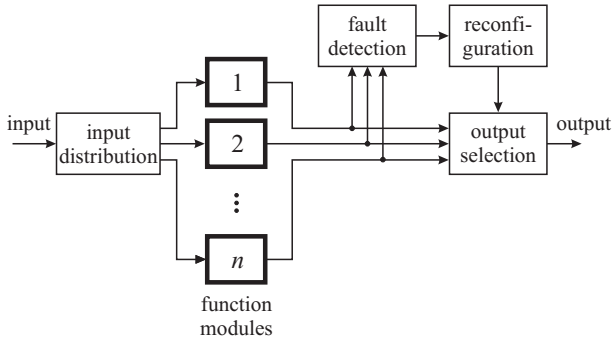 fault
detection
reconfi-
guration
1
input
input
distribution
2
output
selection
output
n
function
modules